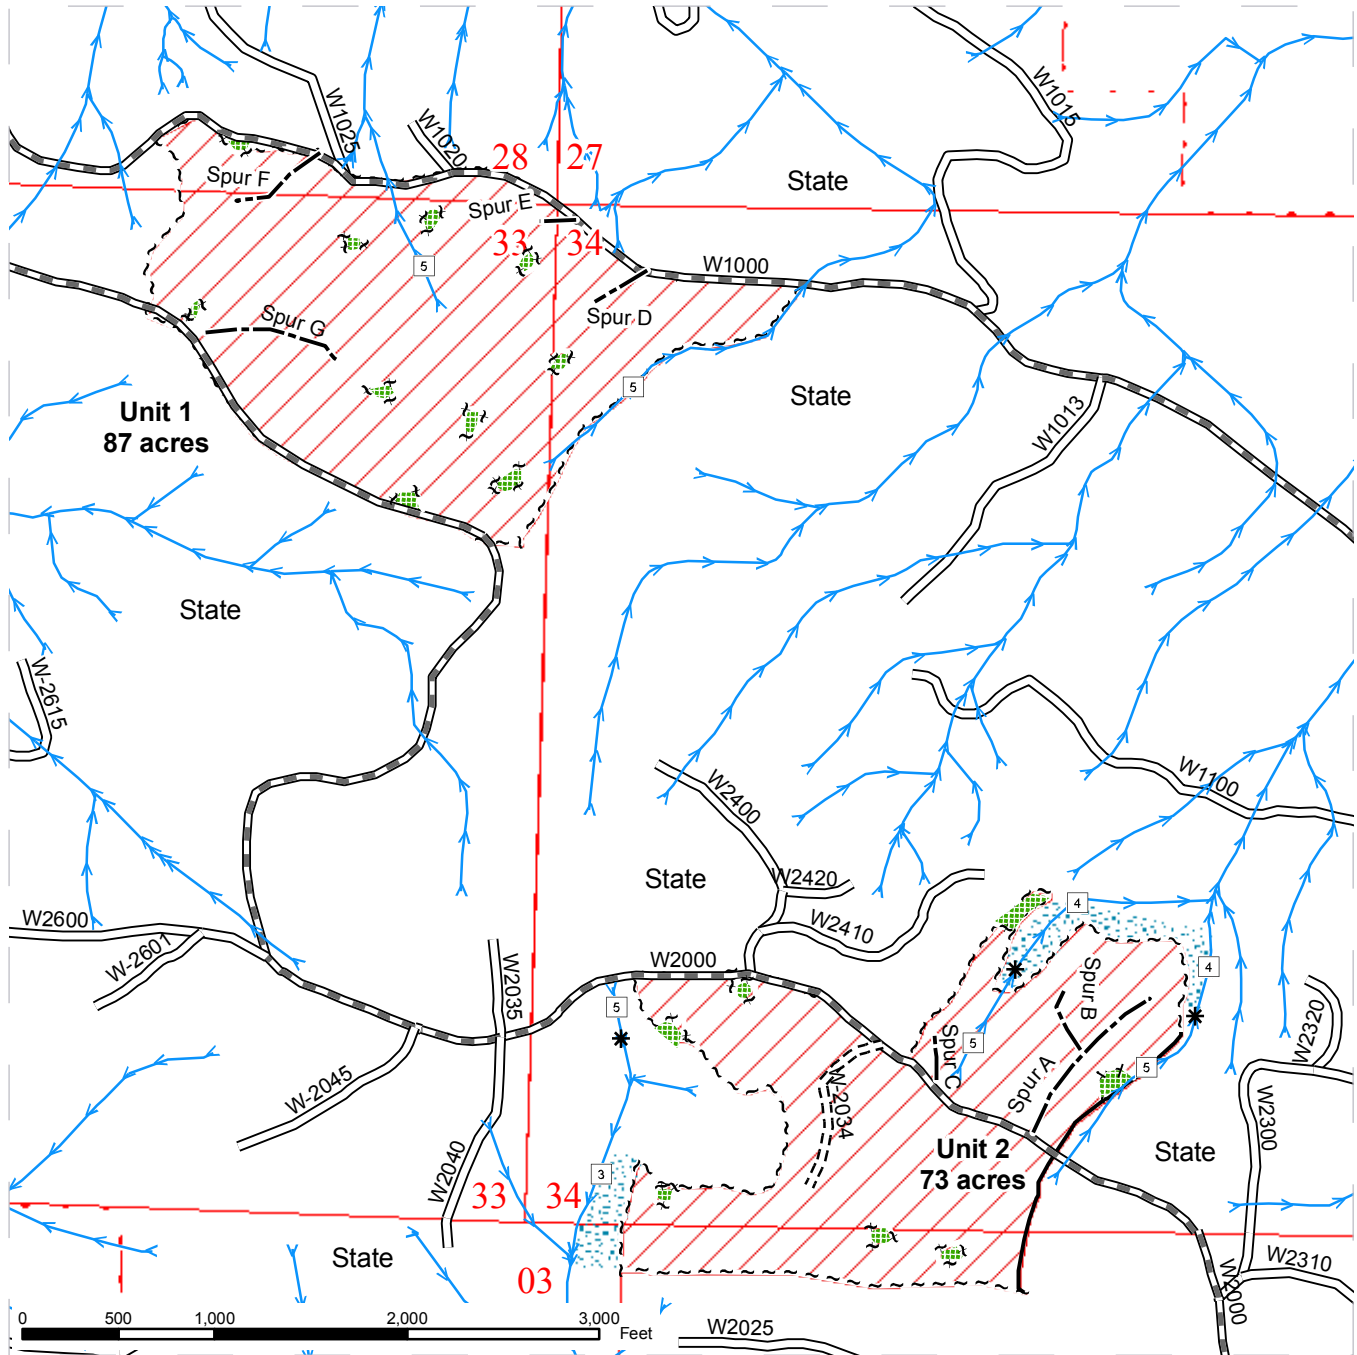 W1025
W1020
W1015
28
27
State
Spur F
Spur E
33
34
5
W1000
Spur G
Spur D
5
State
Unit 1
87 acres
W1013
State
W-2615
W1100
W2400
State
W2420
W2410
W2600
W-2601
W2035
W2000
4
4
5
Spur B
5
Spur C
Spur A
5
W2320
W-2045
W-2034
W2300
W2040
Unit 2
73 acres
State
3
33
34
State
03
W2310
W2000
0
500
1,000
2,000
3,000
Feet
W2025